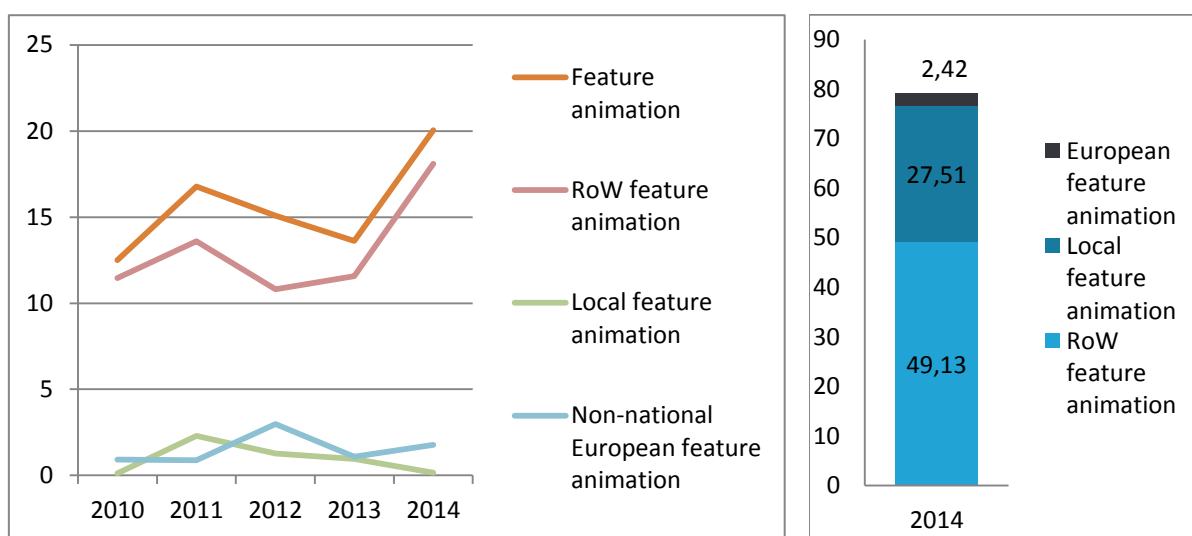 25
20
15
10
5
0
2010 2011 2012 2013 2014
Feature
animation
RoW feature
animation
Local feature
animation
Non-national
European feature
animation
90
80
70
60
50
40
30
20
10
0
2,42
27,51
49,13
2014
European
feature
animation
Local
feature
animation
RoW
feature
animation